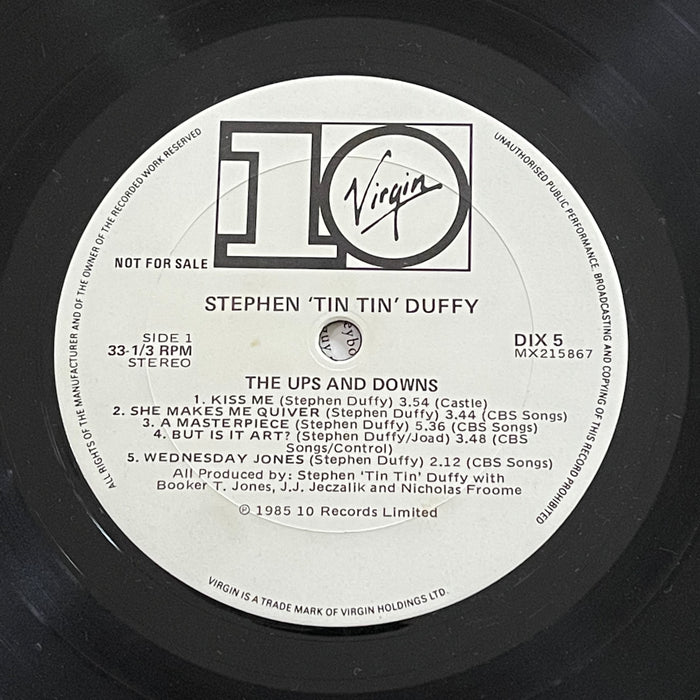 10
Virgin
NOT FOR SALE
STEPHEN 'TIN TIN' DUFFY
SIDE 1
33-1/3 RPM
STEREO
DIX 5
MX215867
THE UPS AND DOWNS
1. KISS ME (Stephen Duffy) 3.54 (Castle)
2. SHE MAKES ME QUIVER (Stephen Duffy) 3.44 (CBS Songs)
3. A MASTERPIECE (Stephen Duffy) 5.36 (CBS Songs)
4. BUT IS IT ART? (Stephen Duffy/Joad) 3.48 (CBS
Songs/Control)
5. WEDNESDAY JONES (Stephen Duffy) 2.12 (CBS Songs)
All Produced by: Stephen 'Tin Tin' Duffy with
Booker T. Jones, J.J. Jeczalik and Nicholas Froome
℗ 1985 10 Records Limited
ALL RIGHTS OF THE MANUFACTURER AND OF THE OWNER OF THE RECORDED WORK RESERVED
UNAUTHORISED PUBLIC PERFORMANCE, BROADCASTING AND COPYING OF THIS RECORD PROHIBITED
VIRGIN IS A TRADE MARK OF VIRGIN HOLDINGS LTD.